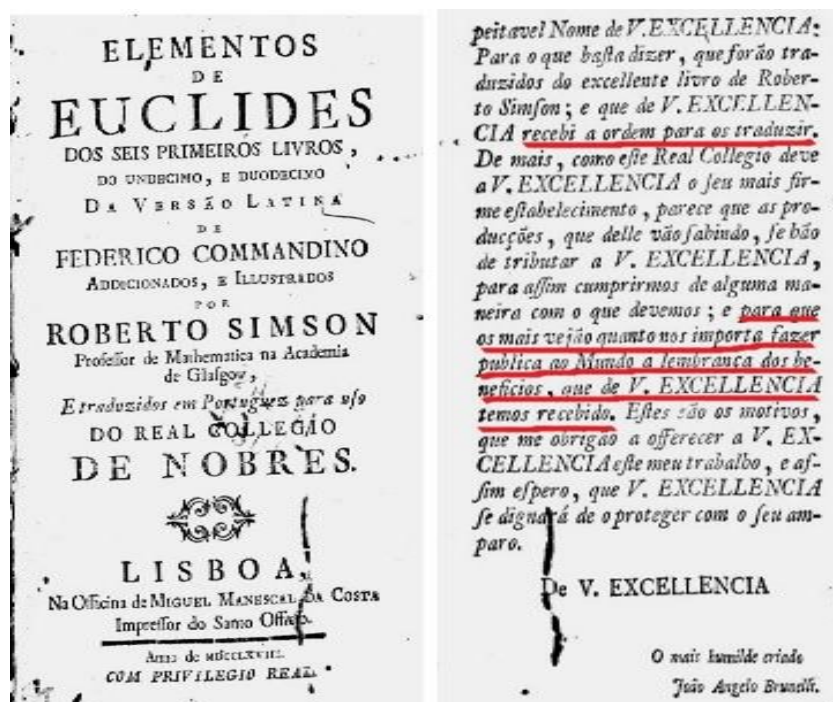 ELEMENTOS
DE
EUCLIDES
DOS SEIS PRIMEIROS LIVROS,
DO UNDECIMO, E DUODECIMO
DA VERSÃO LATINA
DE
FEDERICO COMMANDINO
ADDICIONADOS, E ILLUSTRADOS
POR
ROBERTO SIMSON
Profeſſor de Mathematica na Academia
de Glaſgow,
E traduzidos em Portuguez para uſo
DO REAL COLLEGIO
DE NOBRES.
LISBOA,
Na Officina de MIGUEL MANESCAL DA COSTA
Impreſſor do Santo Officio.
Anno de MDCCLXVIII.
COM PRIVILEGIO REAL.
peitavel Nome de V. EXCELLENCIA:
Para o que baſta dizer, que forão tra-
duzidos do excellente livro de Rober-
to Simſon; e que de V. EXCELLEN-
CIA recebi a ordem para os traduzir.
De mais, como eſte Real Collegio deve
a V. EXCELLENCIA o ſeu mais fir-
me eſtabelecimento, parece que as pro-
ducções, que delle vão ſahindo, ſe hão
de tributar a V. EXCELLENCIA,
para aſſim cumprirmos de alguma ma-
neira com o que devemos; e para que
os mais vejão quanto nos importa fazer
publica ao Mundo a lembrança dos be-
neficios, que de V. EXCELLENCIA
temos recebido. Eſtes são os motivos,
que me obrigão a offerecer a V. EX-
CELLENCIA eſte meu trabalho, e aſ-
ſim eſpero, que V. EXCELLENCIA
ſe dignará de o proteger com o ſeu am-
paro.
De V. EXCELLENCIA
O mais humilde criado
João Angelo Brunelli.